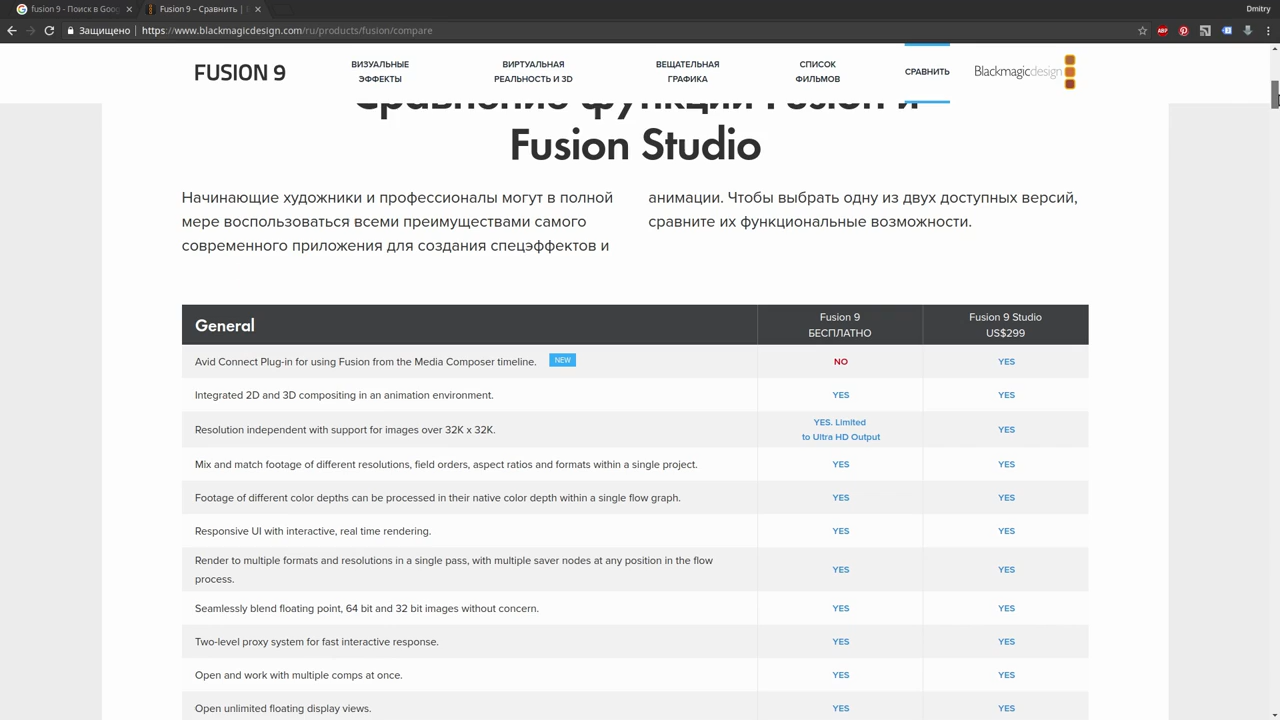 fusion 9 - Поиск в Goog
Fusion 9 – Сравнить |
Dmitry
Защищено
https://www.blackmagicdesign.com/ru/products/fusion/compare
ABP
FUSION 9
ВИЗУАЛЬНЫЕ
ЭФФЕКТЫ
ВИРТУАЛЬНАЯ
РЕАЛЬНОСТЬ И 3D
ВЕЩАТЕЛЬНАЯ
ГРАФИКА
СПИСОК
ФИЛЬМОВ
СРАВНИТЬ
Blackmagicdesign
Сравнение функций Fusion и
Fusion Studio
Начинающие художники и профессионалы могут в полной
мере воспользоваться всеми преимуществами самого
современного приложения для создания спецэффектов и
анимации. Чтобы выбрать одну из двух доступных версий,
сравните их функциональные возможности.
General
Fusion 9
БЕСПЛАТНО
Fusion 9 Studio
US$299
Avid Connect Plug-in for using Fusion from the Media Composer timeline. NEW NO YES
Integrated 2D and 3D compositing in an animation environment. YES YES
Resolution independent with support for images over 32K x 32K.
YES. Limited
to Ultra HD Output
YES
Mix and match footage of different resolutions, field orders, aspect ratios and formats within a single project. YES YES
Footage of different color depths can be processed in their native color depth within a single flow graph. YES YES
Responsive UI with interactive, real time rendering. YES YES
Render to multiple formats and resolutions in a single pass, with multiple saver nodes at any position in the flow
process.
YES YES
Seamlessly blend floating point, 64 bit and 32 bit images without concern. YES YES
Two-level proxy system for fast interactive response. YES YES
Open and work with multiple comps at once. YES YES
Open unlimited floating display views. YES YES